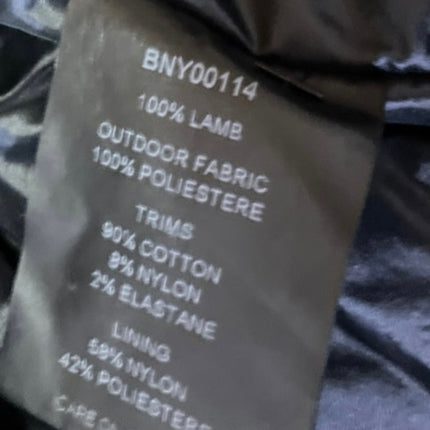 BNY00114
100% LAMB
OUTDOOR FABRIC
100% POLIESTERE
TRIMS
90% COTTON
8% NYLON
2% ELASTANE
LINING
58% NYLON
42% POLIESTERE
CARE